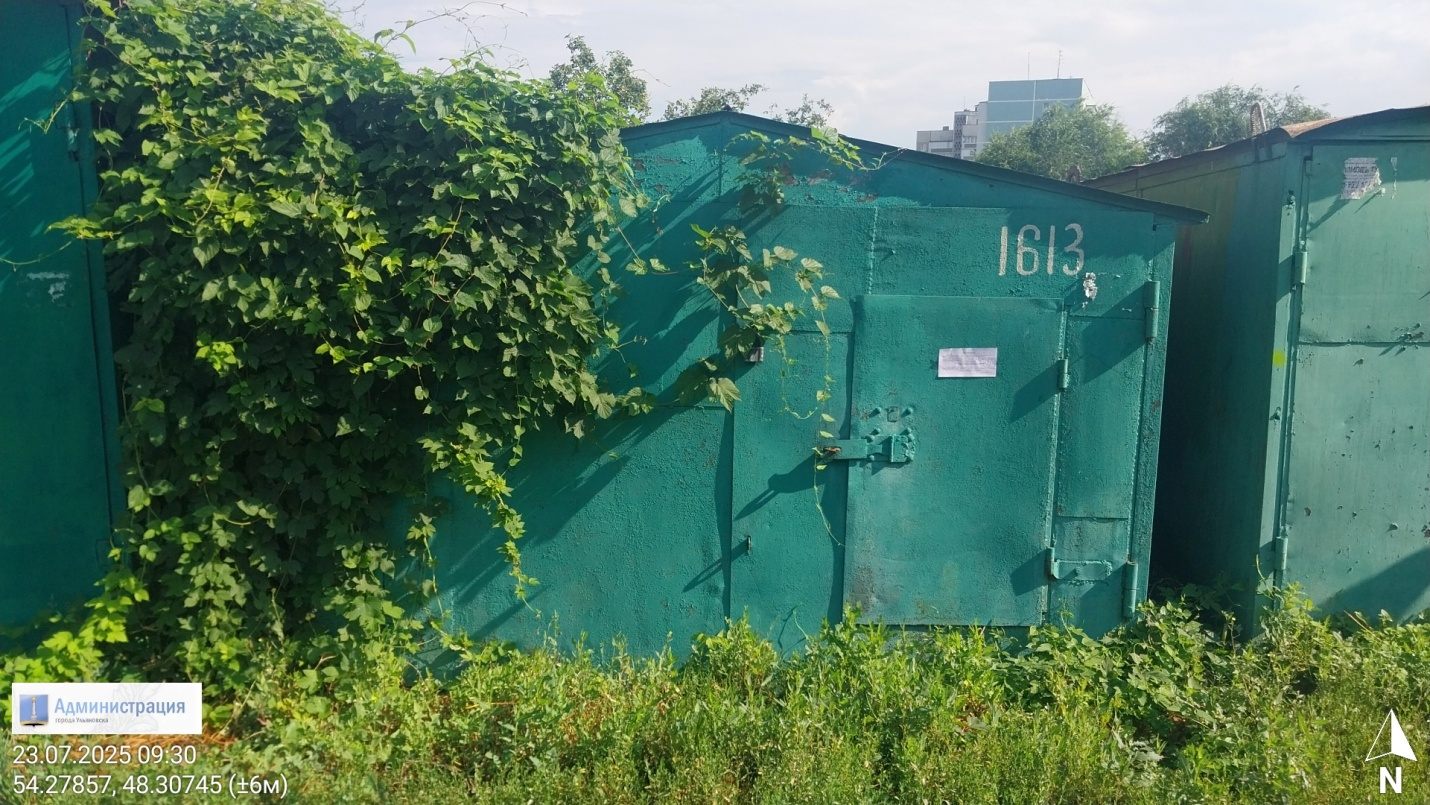 1613
Администрация
города Ульяновска
23.07.2025 09:30
54.27857, 48.30745 (±6м)
N